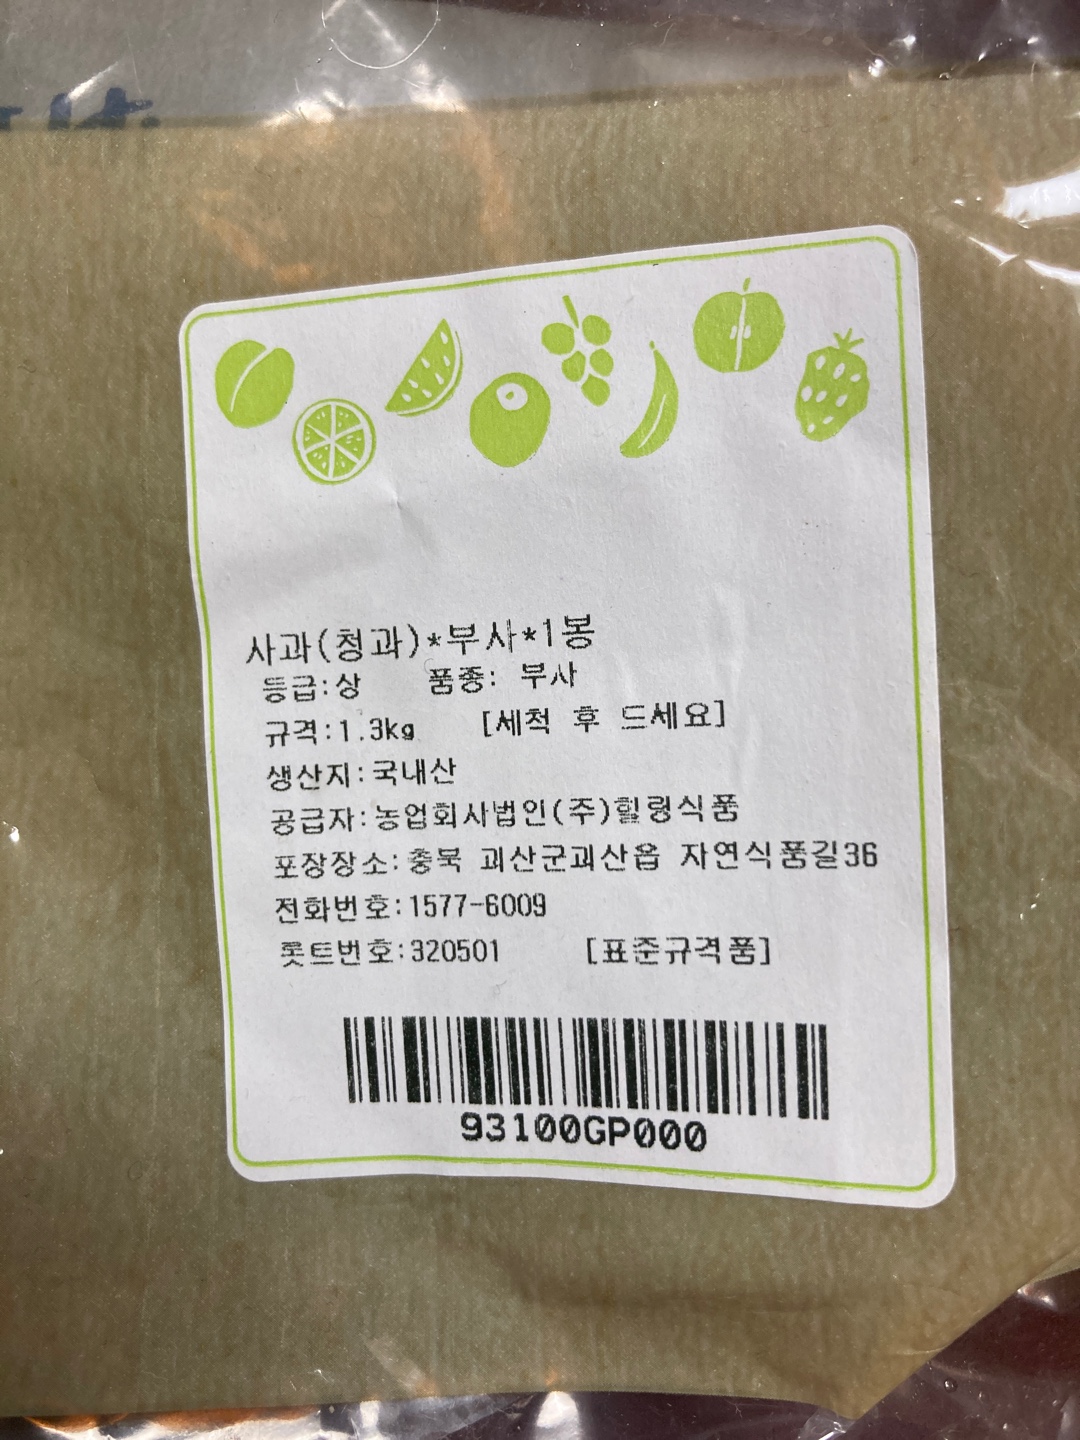 사과(청과)*부사*1봉
등급:상 품종: 부사
규격:1.3kg [세척 후 드세요]
생산지:국내산
공급자:농업회사법인(주)힐링식품
포장장소:충북 괴산군괴산읍 자연식품길36
전화번호:1577-6009
롯트번호:320501 [표준규격품]
93100GP000